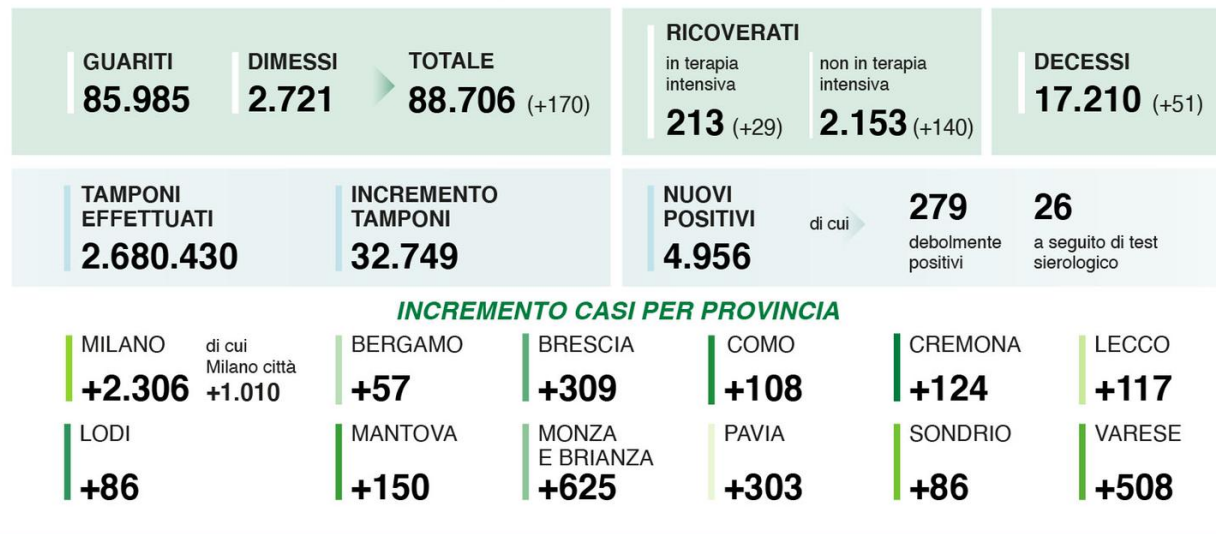 GUARITI
85.985
DIMESSI
2.721
TOTALE
88.706 (+170)
RICOVERATI
in terapia
intensiva
213 (+29)
non in terapia
intensiva
2.153 (+140)
DECESSI
17.210 (+51)
TAMPONI
EFFETTUATI
2.680.430
INCREMENTO
TAMPONI
32.749
NUOVI
POSITIVI
4.956
di cui
279
debolmente
positivi
26
a seguito di test
sierologico
INCREMENTO CASI PER PROVINCIA
MILANO
+2.306
di cui
Milano città
+1.010
BERGAMO
+57
BRESCIA
+309
COMO
+108
CREMONA
+124
LECCO
+117
LODI
+86
MANTOVA
+150
MONZA
E BRIANZA
+625
PAVIA
+303
SONDRIO
+86
VARESE
+508